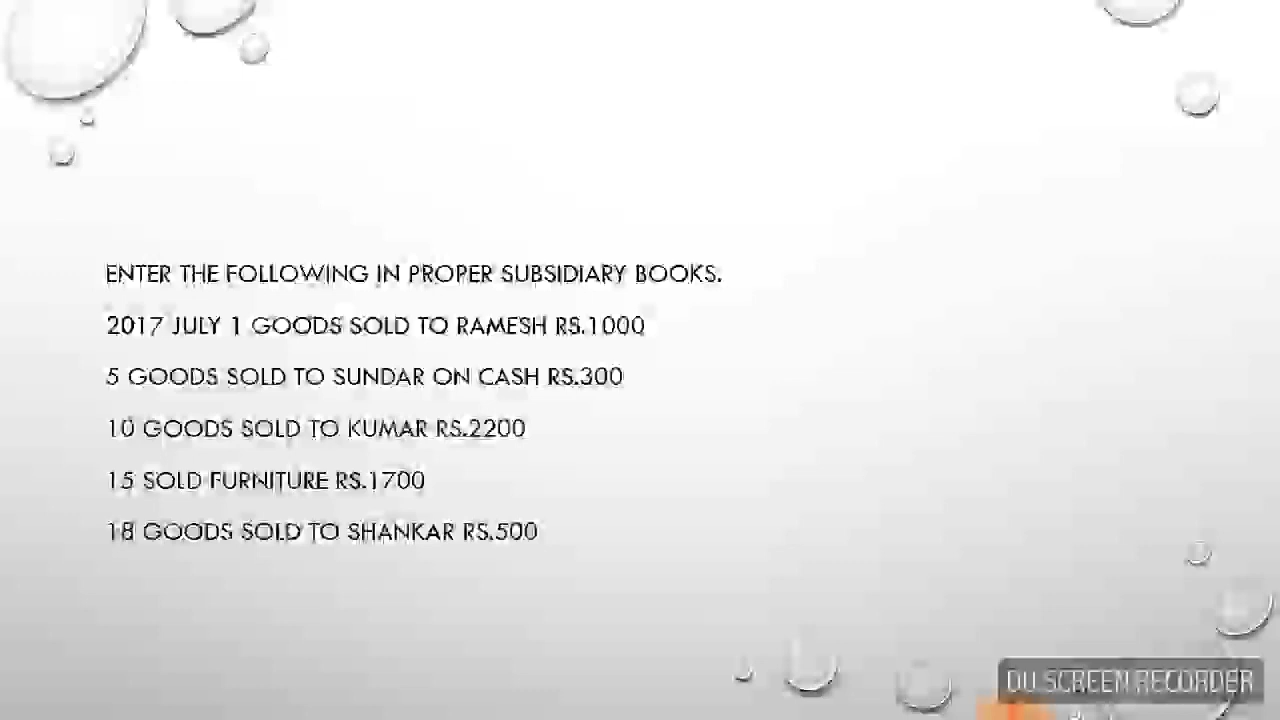 ENTER THE FOLLOWING IN PROPER SUBSIDIARY BOOKS.
2017 JULY 1 GOODS SOLD TO RAMESH RS.1000
5 GOODS SOLD TO SUNDAR ON CASH RS.300
10 GOODS SOLD TO KUMAR RS.2200
15 SOLD FURNITURE RS.1700
18 GOODS SOLD TO SHANKAR RS.500
DU SCREEN RECORDER